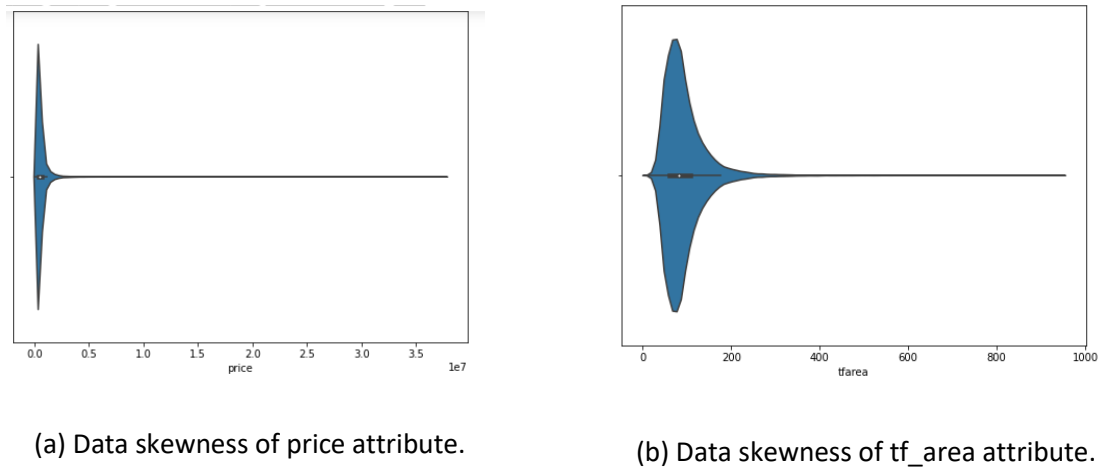 0.0 0.5 1.0 1.5 2.0 2.5 3.0 3.5
price 1e7
(a) Data skewness of price attribute.
0 200 400 600 800 1000
tfarea
(b) Data skewness of tf_area attribute.